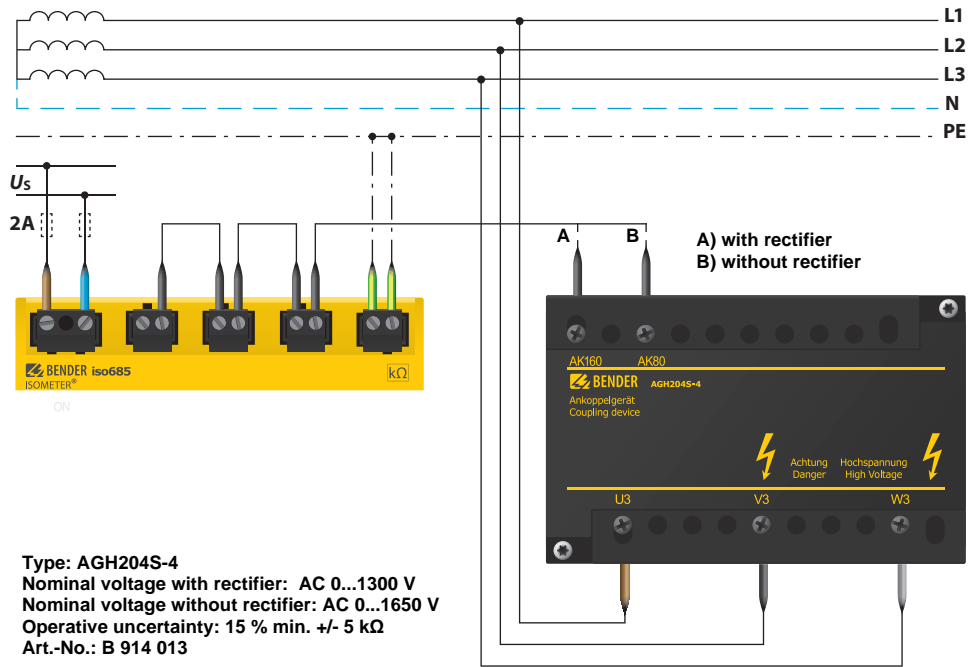 L1
L2
L3
N
PE
Us
2A
A
B
A) with rectifier
B) without rectifier
BENDER iso685
ISOMETER®
kΩ
ON
AK160
AK80
BENDER AGH204S-4
Ankoppelgerät
Coupling device
Achtung
Danger
Hochspannung
High Voltage
U3
V3
W3
Type: AGH204S-4
Nominal voltage with rectifier: AC 0...1300 V
Nominal voltage without rectifier: AC 0...1650 V
Operative uncertainty: 15 % min. +/- 5 kΩ
Art.-No.: B 914 013